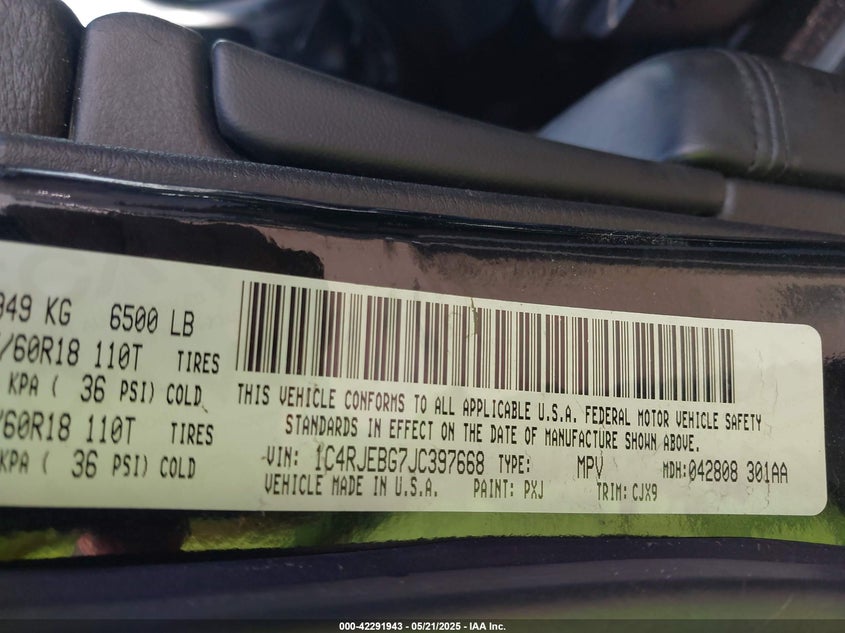 949 KG 6500 LB
/60R18 110T TIRES
KPA ( 36 PSI) COLD
/60R18 110T TIRES
KPA ( 36 PSI) COLD
THIS VEHICLE CONFORMS TO ALL APPLICABLE U.S.A. FEDERAL MOTOR VEHICLE SAFETY
STANDARDS IN EFFECT ON THE DATE OF MANUFACTURE SHOWN ABOVE.
VIN: 1C4RJEBG7JC397668 TYPE: MPV MDH: 042808 301AA
VEHICLE MADE IN U.S.A. PAINT: PXJ TRIM: CJX9
000-42291943 - 05/21/2025 - IAA Inc.